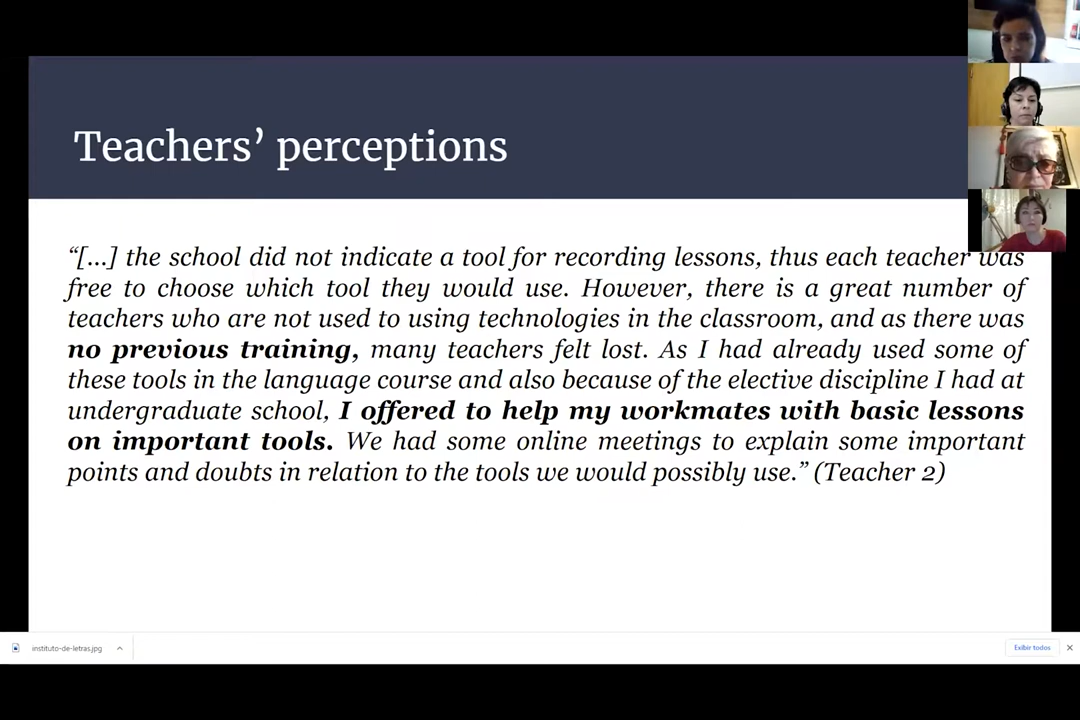 Teachers’ perceptions
“[...] the school did not indicate a tool for recording lessons, thus each teacher was
free to choose which tool they would use. However, there is a great number of
teachers who are not used to using technologies in the classroom, and as there was
no previous training, many teachers felt lost. As I had already used some of
these tools in the language course and also because of the elective discipline I had at
undergraduate school, I offered to help my workmates with basic lessons
on important tools. We had some online meetings to explain some important
points and doubts in relation to the tools we would possibly use.” (Teacher 2)
instituto-de-letras.jpg
Exibir todos